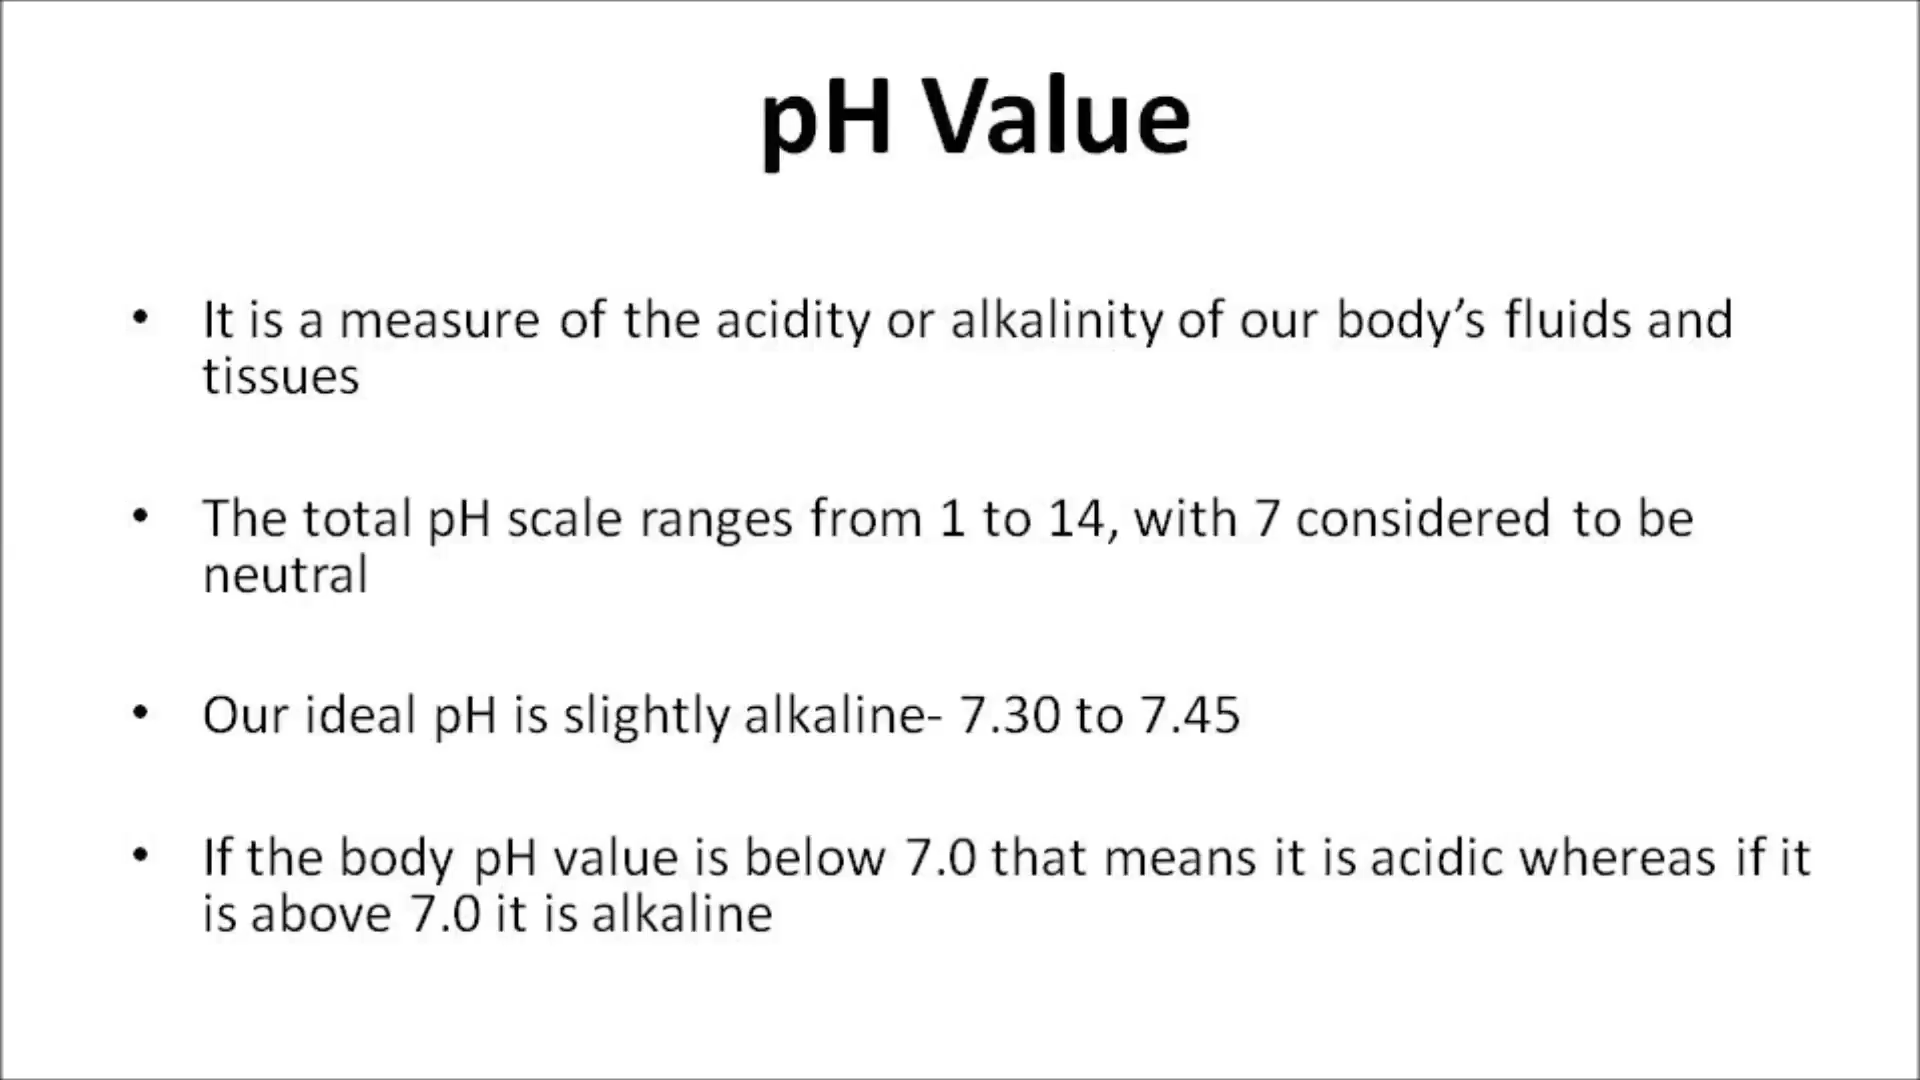 pH Value
• It is a measure of the acidity or alkalinity of our body’s fluids and
tissues
• The total pH scale ranges from 1 to 14, with 7 considered to be
neutral
• Our ideal pH is slightly alkaline- 7.30 to 7.45
• If the body pH value is below 7.0 that means it is acidic whereas if it
is above 7.0 it is alkaline